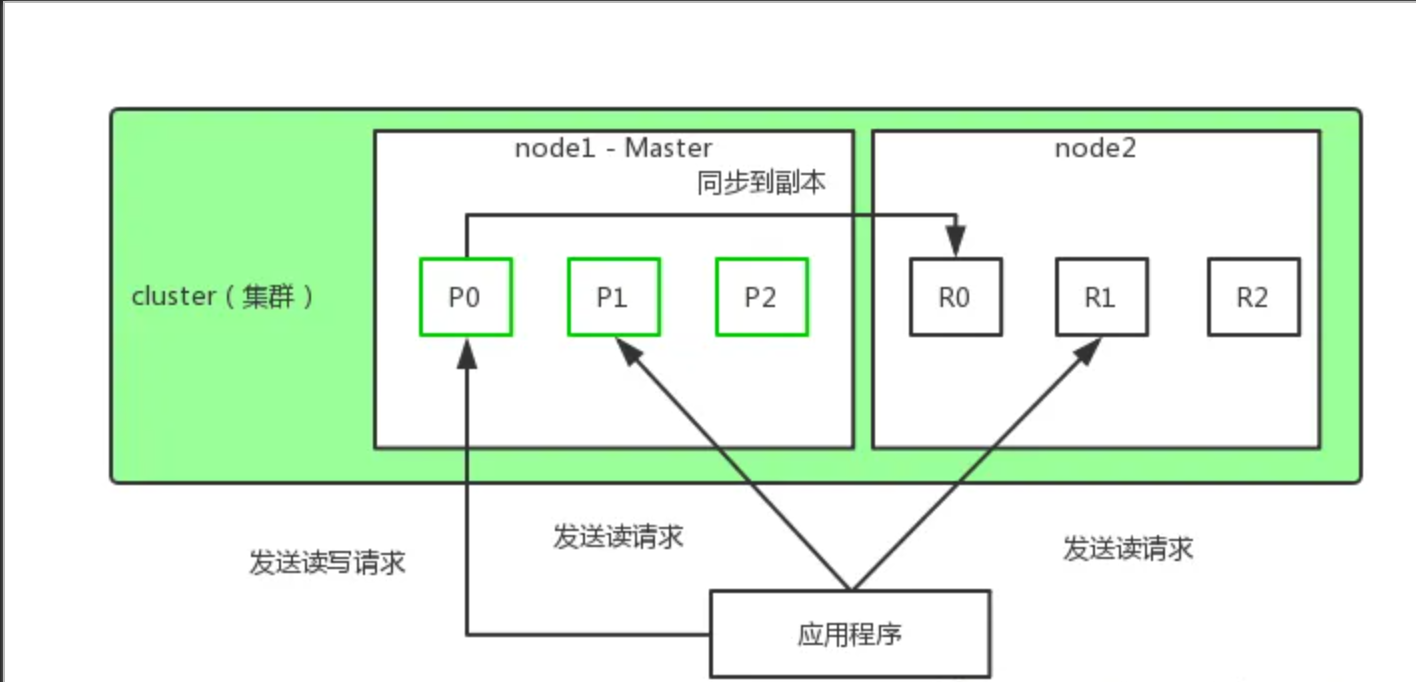 node1 - Master
node2
同步到副本
cluster（集群）
P0
P1
P2
R0
R1
R2
发送读写请求
发送读请求
发送读请求
应用程序